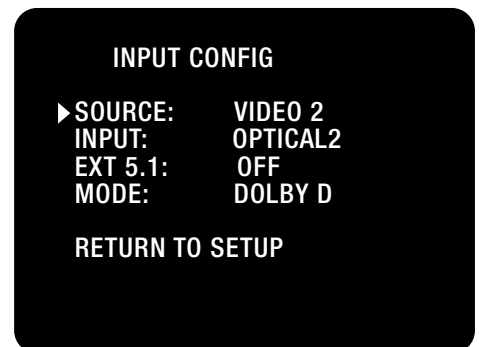 INPUT CONFIG
SOURCE: VIDEO 2
INPUT: OPTICAL2
EXT 5.1: OFF
MODE: DOLBY D
RETURN TO SETUP